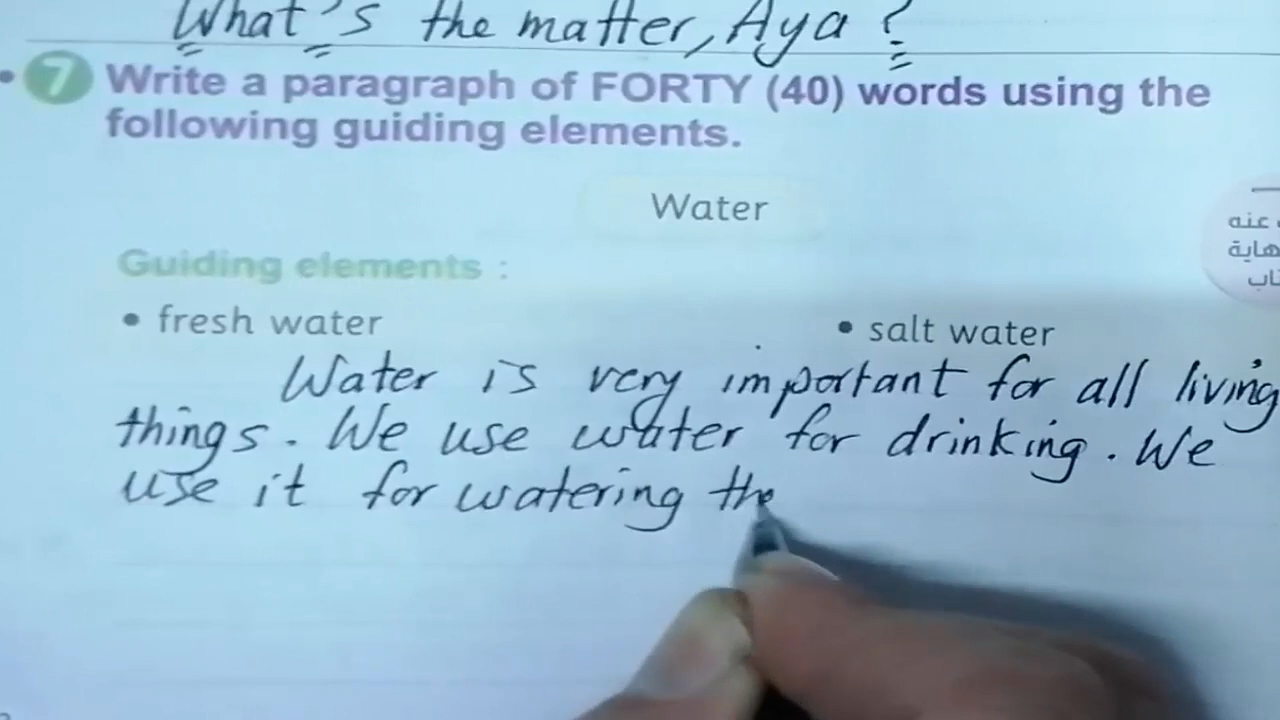 What's the matter, Aya ?
7 Write a paragraph of FORTY (40) words using the
following guiding elements.
Water
Guiding elements :
• fresh water • salt water
Water is very important for all living
things. We use water for drinking. We
use it for watering the
عنه
هاية